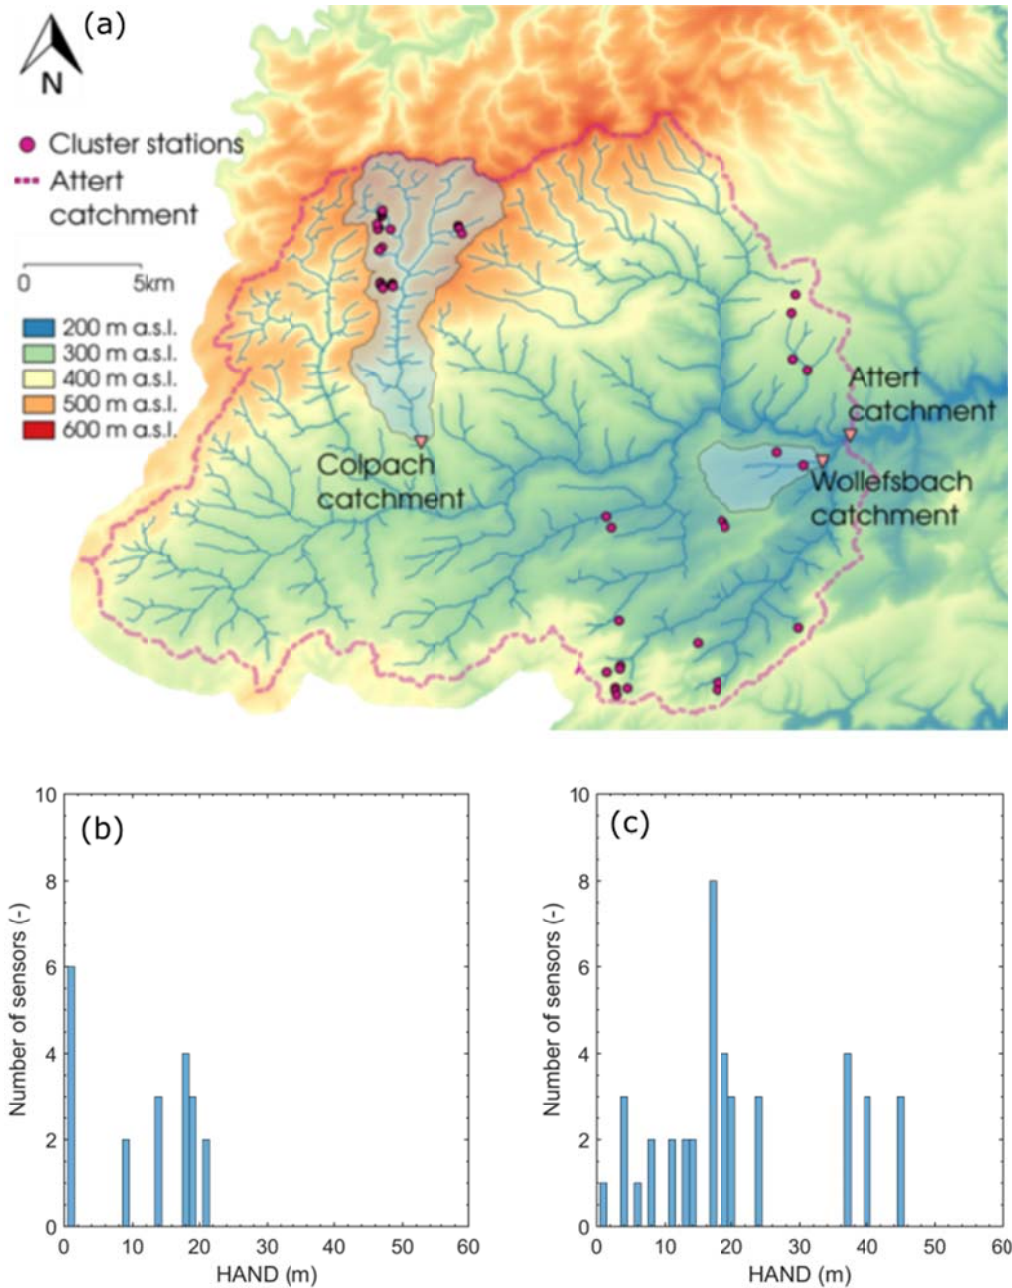 (a)
N
Cluster stations
Attert
catchment
0 5km
200 m a.s.l.
300 m a.s.l.
400 m a.s.l.
500 m a.s.l.
600 m a.s.l.
Attert
catchment
Colpach
catchment
Wollefsbach
catchment
(b)
10
8
6
4
2
0
0 10 20 30 40 50 60
Number of sensors (-)
HAND (m)
(c)
10
8
6
4
2
0
0 10 20 30 40 50 60
Number of sensors (-)
HAND (m)